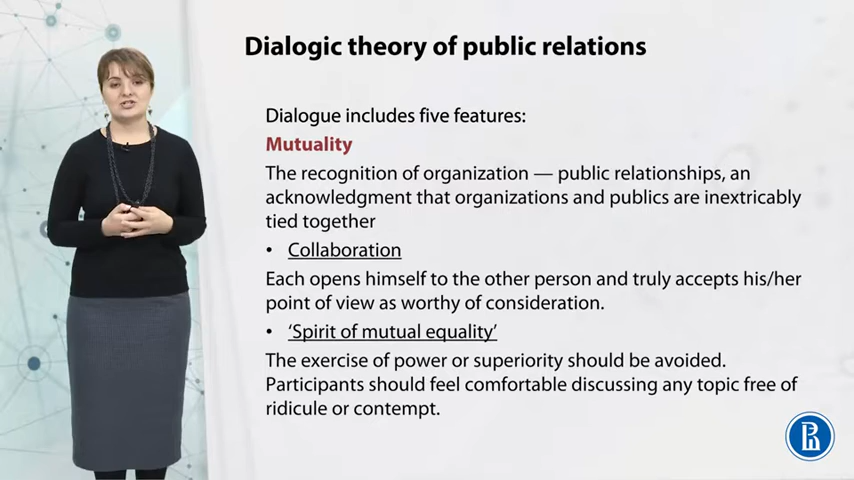 Dialogic theory of public relations
Dialogue includes five features:
Mutuality
The recognition of organization — public relationships, an
acknowledgment that organizations and publics are inextricably
tied together
• Collaboration
Each opens himself to the other person and truly accepts his/her
point of view as worthy of consideration.
• ‘Spirit of mutual equality’
The exercise of power or superiority should be avoided.
Participants should feel comfortable discussing any topic free of
ridicule or contempt.